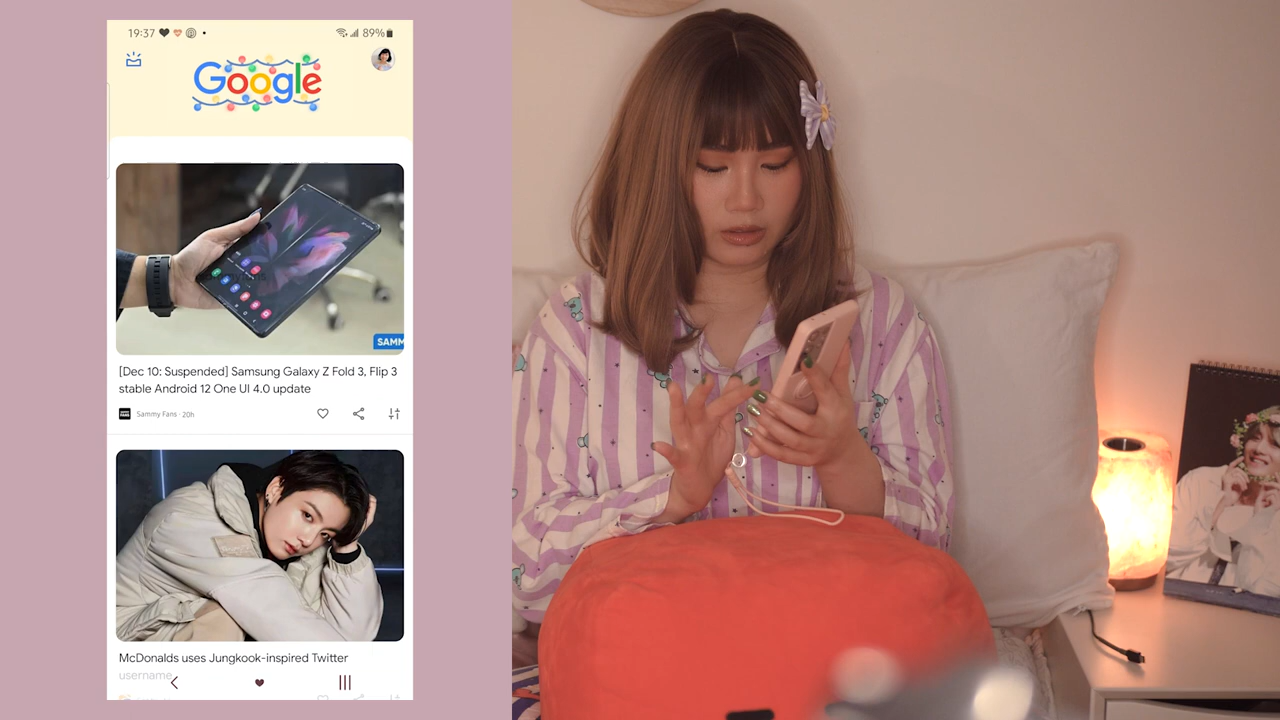 19:37
89%
Google
SAMM
[Dec 10: Suspended] Samsung Galaxy Z Fold 3, Flip 3
stable Android 12 One UI 4.0 update
Sammy Fans · 20h
McDonalds uses Jungkook-inspired Twitter
username